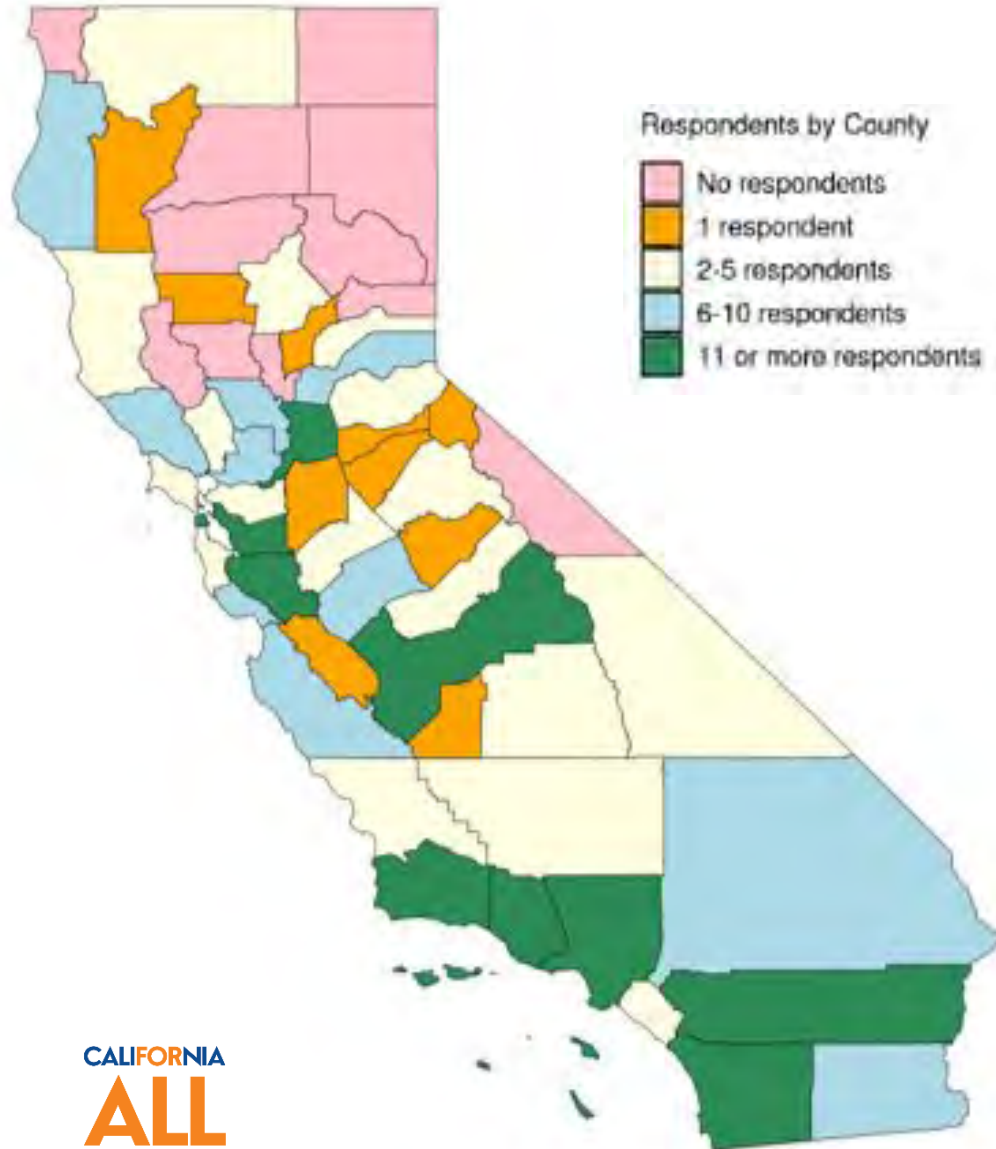 Respondents by County
No respondents
1 respondent
2-5 respondents
6-10 respondents
11 or more respondents
CALIFORNIA
ALL